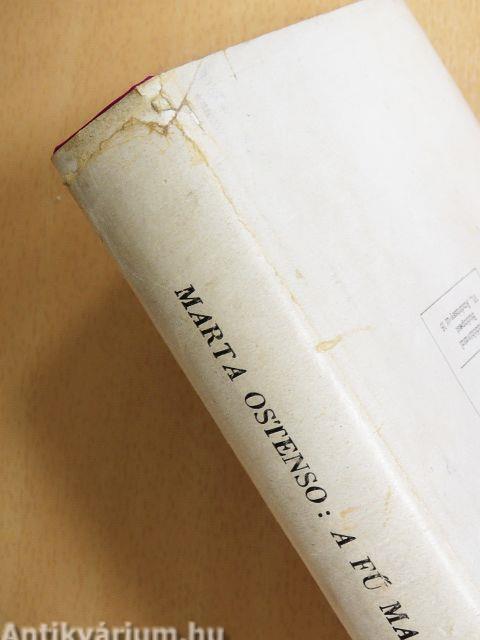 MARTA OSTENSO: A FŰ MA
Antikvárium.hu